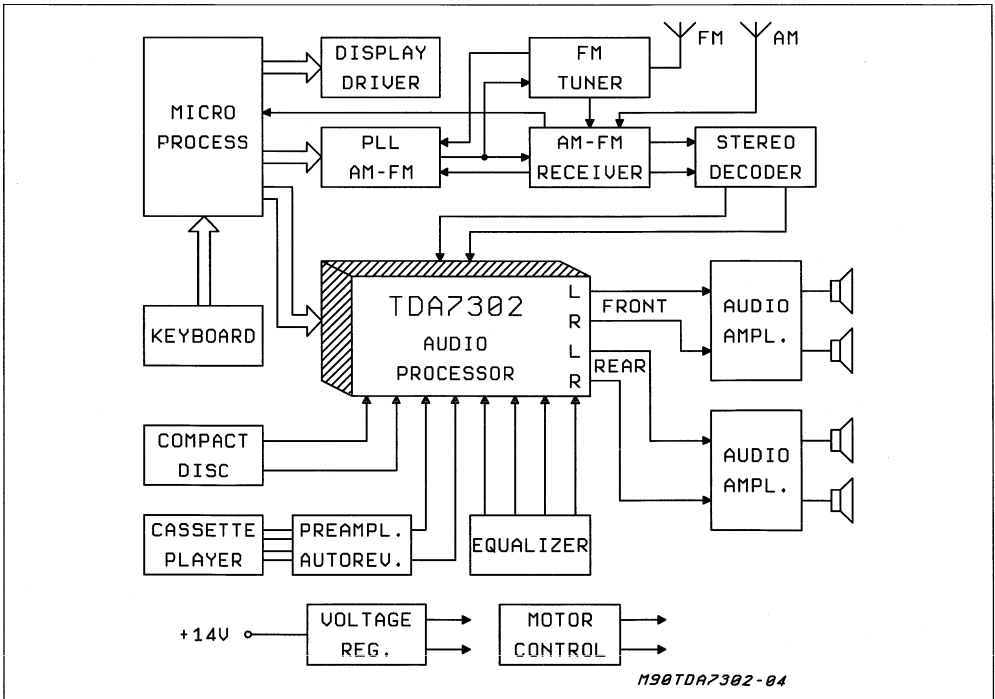 DISPLAY
DRIVER
FM
TUNER
FM
AM
MICRO
PROCESS
PLL
AM-FM
AM-FM
RECEIVER
STEREO
DECODER
KEYBOARD
TDA7302
AUDIO
PROCESSOR
L
R
L
R
FRONT
REAR
AUDIO
AMPL.
AUDIO
AMPL.
COMPACT
DISC
CASSETTE
PLAYER
PREAMPL.
AUTOREV.
EQUALIZER
+14V
VOLTAGE
REG.
MOTOR
CONTROL
M90TDA7302-04